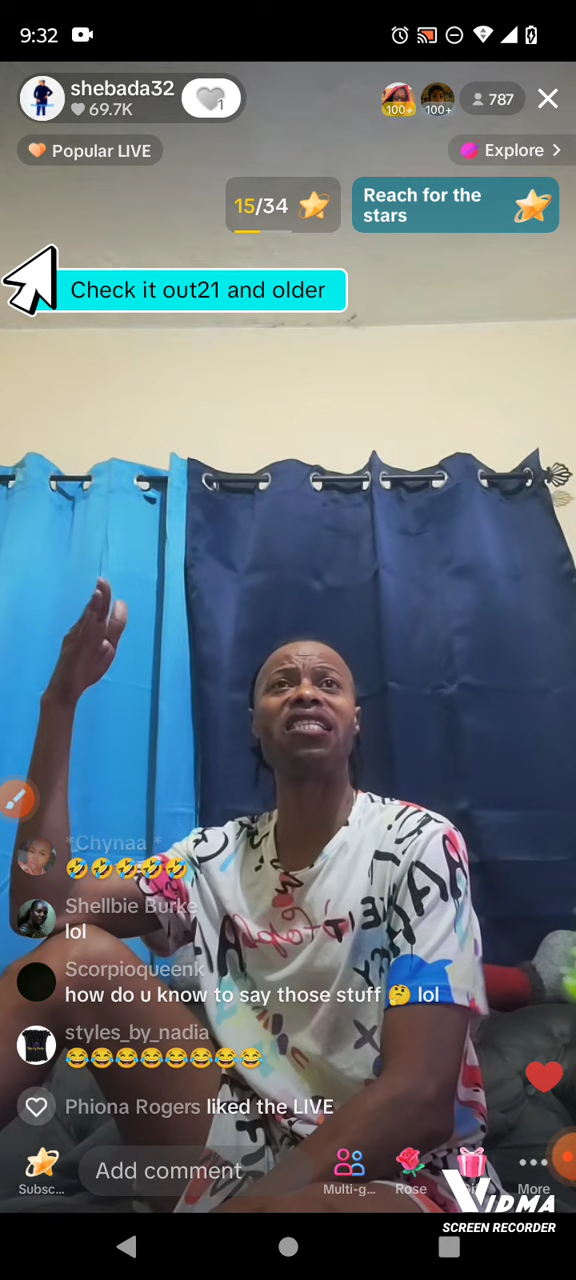 9:32
shebada32
69.7K
1
100+
100+
787
Popular LIVE
Explore
15/34
Reach for the
stars
Check it out21 and older
*Chynaa *
🤣🤣🤣🤣🤣
Shellbie Burke
lol
Scorpioqueenk
how do u know to say those stuff 🤔 lol
styles_by_nadia
😂😂😂😂😂😂😂😂
Phiona Rogers liked the LIVE
Subsc...
Add comment
Multi-g...
Rose
More
VIDMA
SCREEN RECORDER